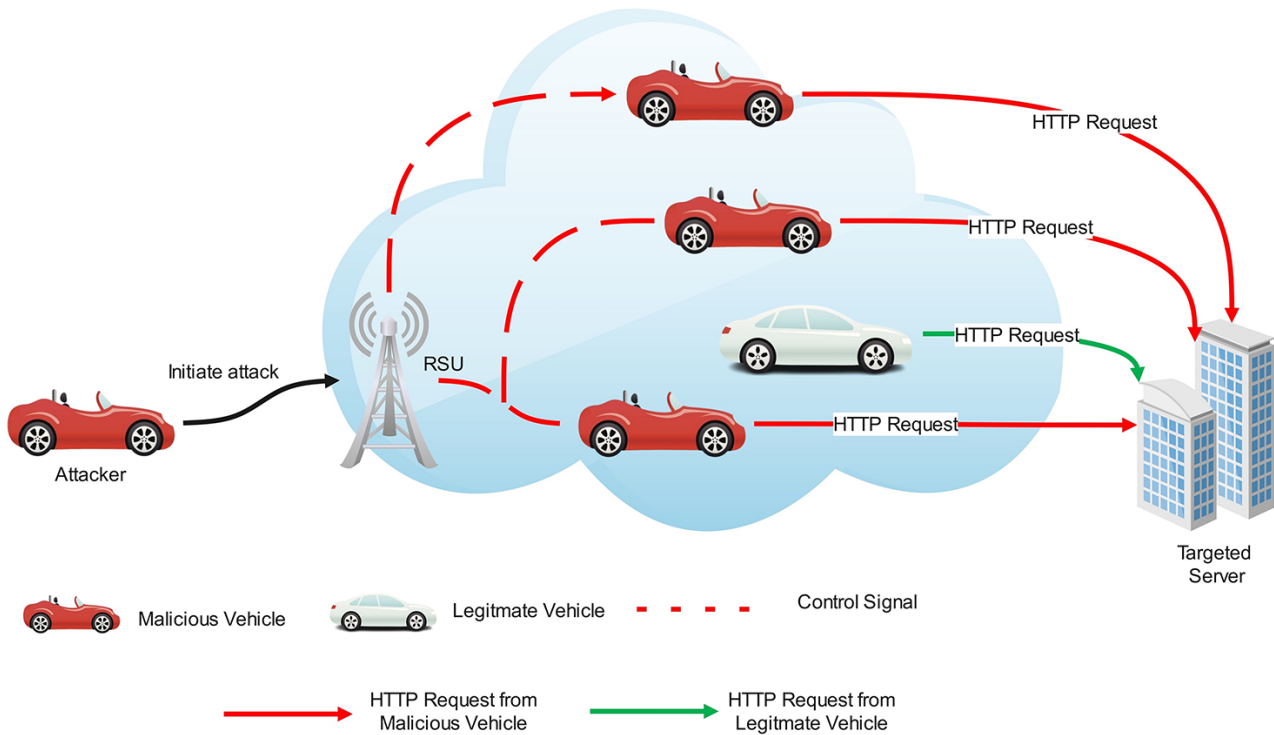 HTTP Request
HTTP Request
HTTP Request
RSU
Initiate attack
HTTP Request
Attacker
Targeted
Server
Malicious Vehicle
Legitmate Vehicle
Control Signal
HTTP Request from
Malicious Vehicle
HTTP Request from
Legitmate Vehicle